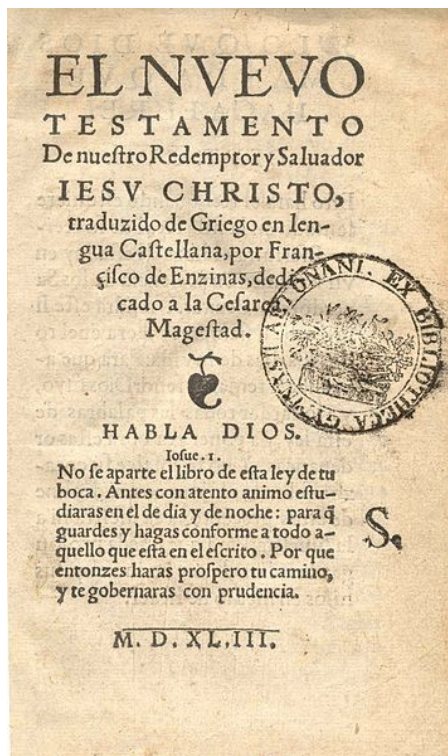 EL NVEVO
TESTAMENTO
De nueſtro Redemptor y Saluador
IESV CHRISTO,
traduzido de Griego en len-
gua Caſtellana, por Fran-
çiſco de Enzinas, dedi-
cado a la Ceſarea
Mageſtad.
HABLA DIOS.
Ioſue. 1.
No ſe aparte el libro de eſta ley de tu
boca. Antes con atento animo eſtu-
diaras en el de dia y de noche: para q̃
guardes y hagas conforme a todo a-
quello que eſta en el eſcrito. Por que
entonzes haras proſpero tu camino,
y te gobernaras con prudencia.
M. D. XL.III.
EX BIBLIOTHECA
S.